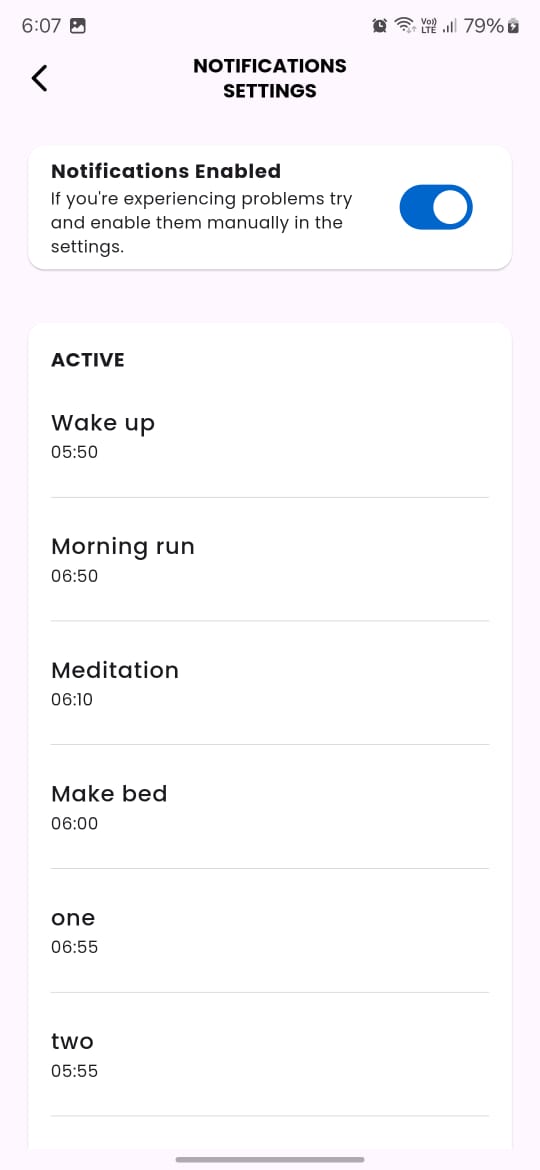 6:07
Vo)) LTE 79%
NOTIFICATIONS
SETTINGS
Notifications Enabled
If you're experiencing problems try
and enable them manually in the
settings.
ACTIVE
Wake up
05:50
Morning run
06:50
Meditation
06:10
Make bed
06:00
one
06:55
two
05:55